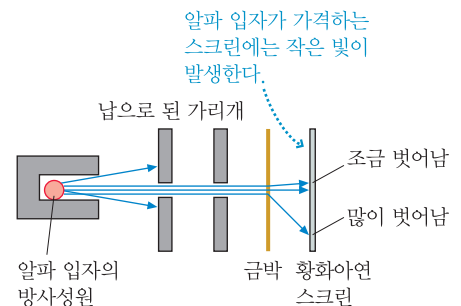 알파 입자가 가격하는
스크린에는 작은 빛이
발생한다.
납으로 된 가리개
조금 벗어남
많이 벗어남
알파 입자의
방사성원
금박
황화아연
스크린